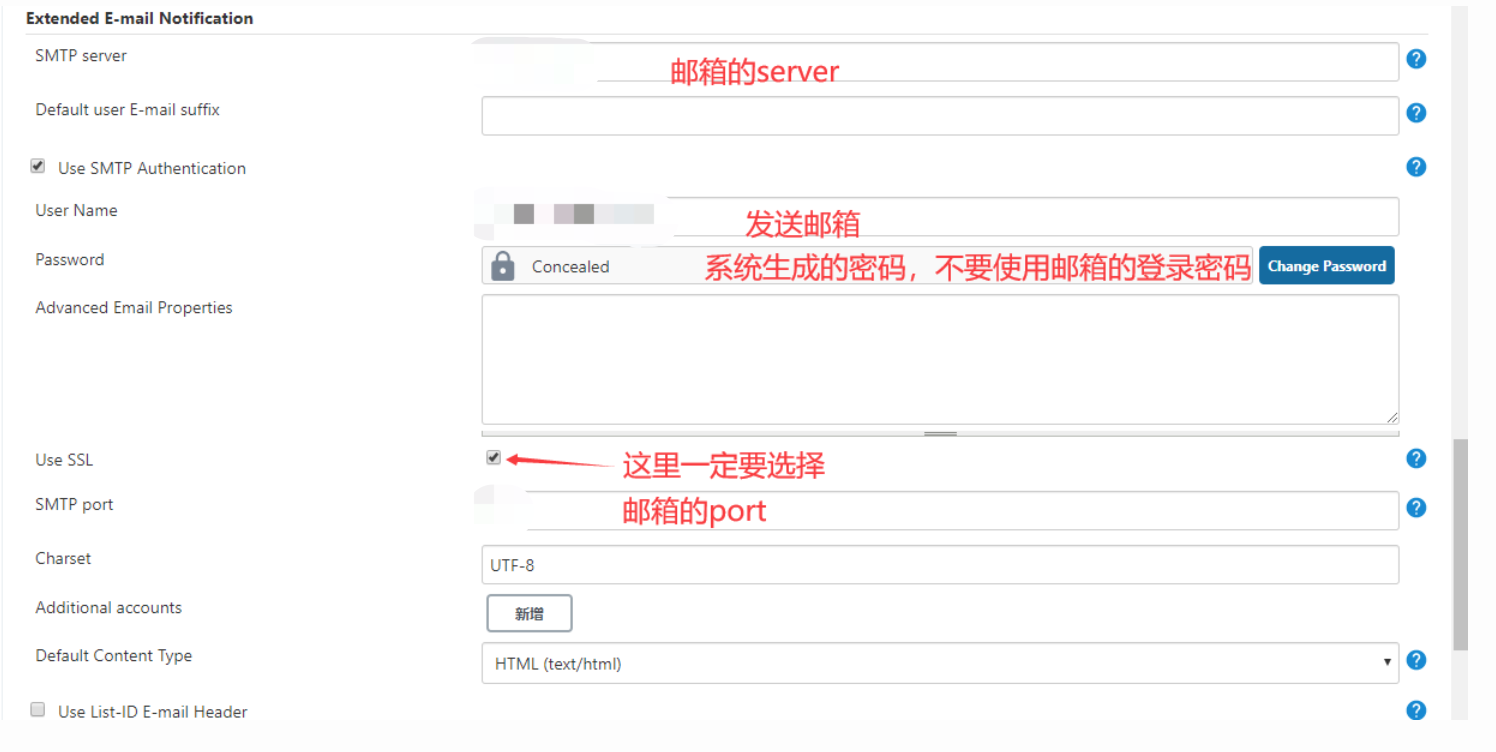 Extended E-mail Notification
SMTP server
邮箱的server
Default user E-mail suffix
Use SMTP Authentication
User Name
发送邮箱
Password
Concealed
系统生成的密码，不要使用邮箱的登录密码
Change Password
Advanced Email Properties
Use SSL
这里一定要选择
SMTP port
邮箱的port
Charset
UTF-8
Additional accounts
新增
Default Content Type
HTML (text/html)
Use List-ID E-mail Header